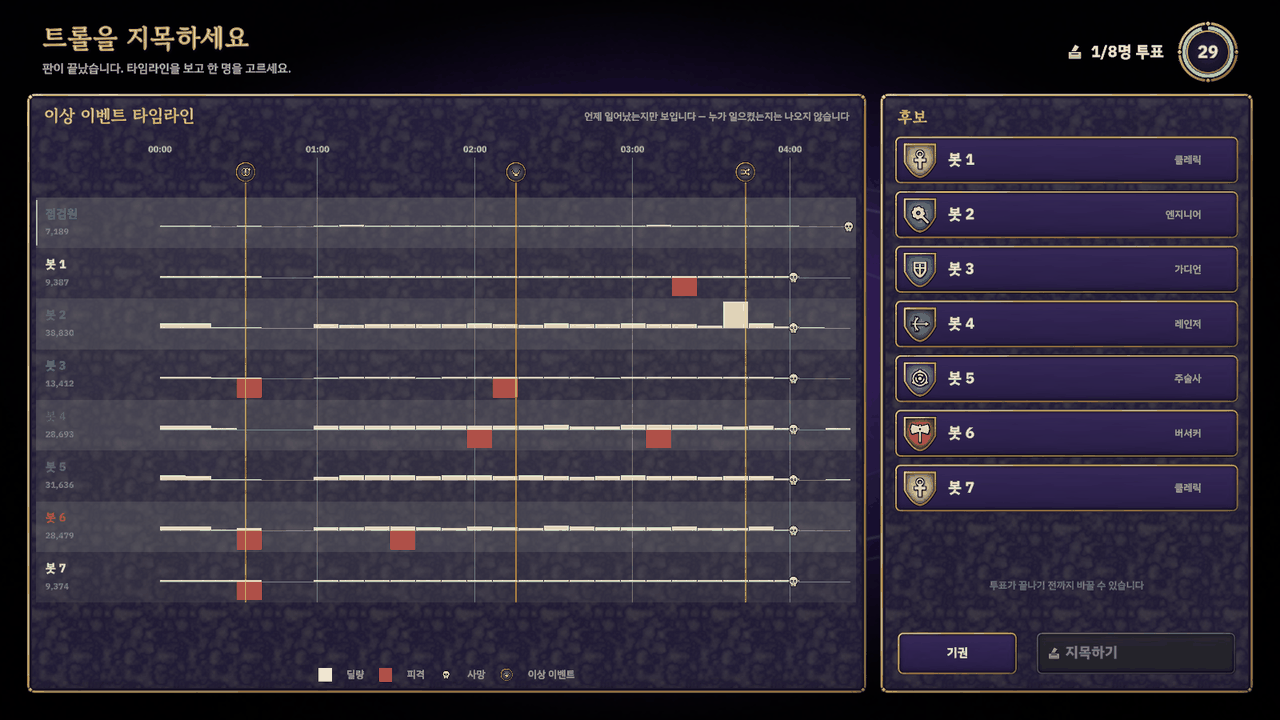 트롤을 지목하세요
판이 끝났습니다. 타임라인을 보고 한 명을 고르세요.
1/8명 투표
29
이상 이벤트 타임라인
언제 일어났는지만 보입니다 – 누가 일으켰는지는 나오지 않습니다
00:00
01:00
02:00
03:00
04:00
점검원
7,189
봇 1
9,387
봇 2
38,830
봇 3
13,412
봇 4
28,693
봇 5
31,636
봇 6
28,479
봇 7
9,374
딜량
피격
사망
이상 이벤트
후보
봇 1
클레릭
봇 2
엔지니어
봇 3
가디언
봇 4
레인저
봇 5
주술사
봇 6
버서커
봇 7
클레릭
투표가 끝나기 전까지 바꿀 수 있습니다
기권
지목하기